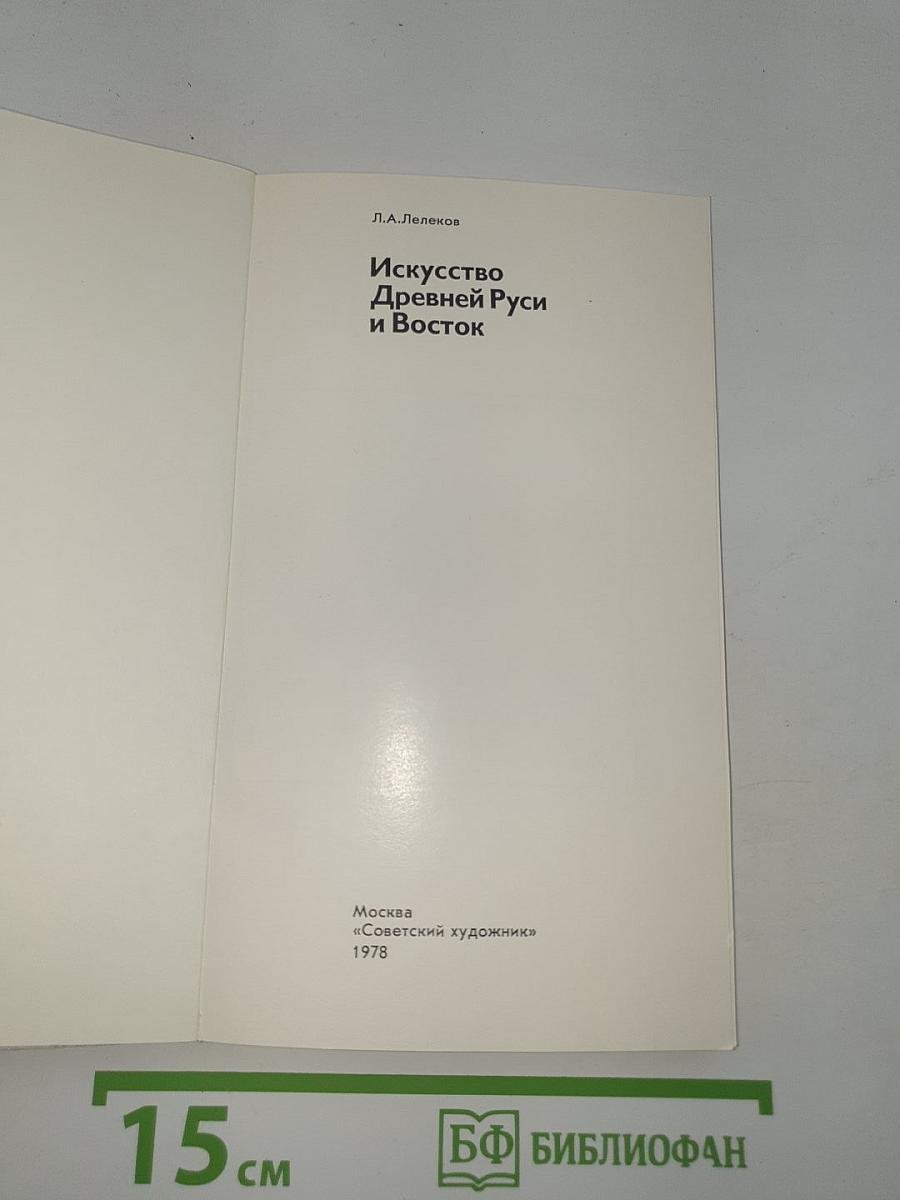 Л.А.Лелеков
Искусство
Древней Руси
и Восток
Москва
«Советский художник»
1978
15 см
БФ БИБЛИОФАН